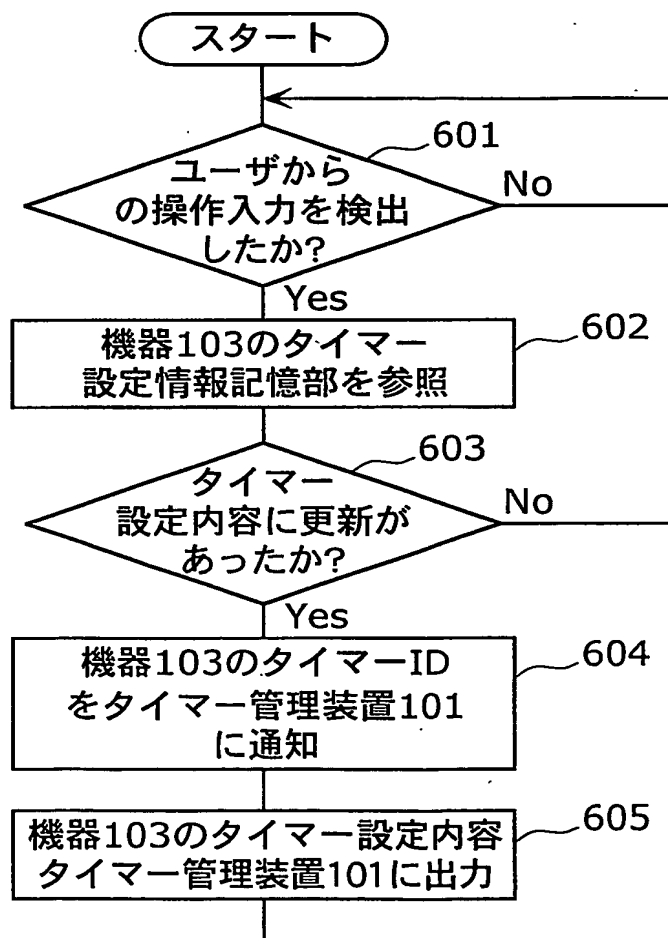 スタート
601
ユーザから
の操作入力を検出
したか?
No
Yes
602
機器103のタイマー
設定情報記憶部を参照
603
タイマー
設定内容に更新が
あったか?
No
Yes
604
機器103のタイマーID
をタイマー管理装置101
に通知
605
機器103のタイマー設定内容
タイマー管理装置101に出力